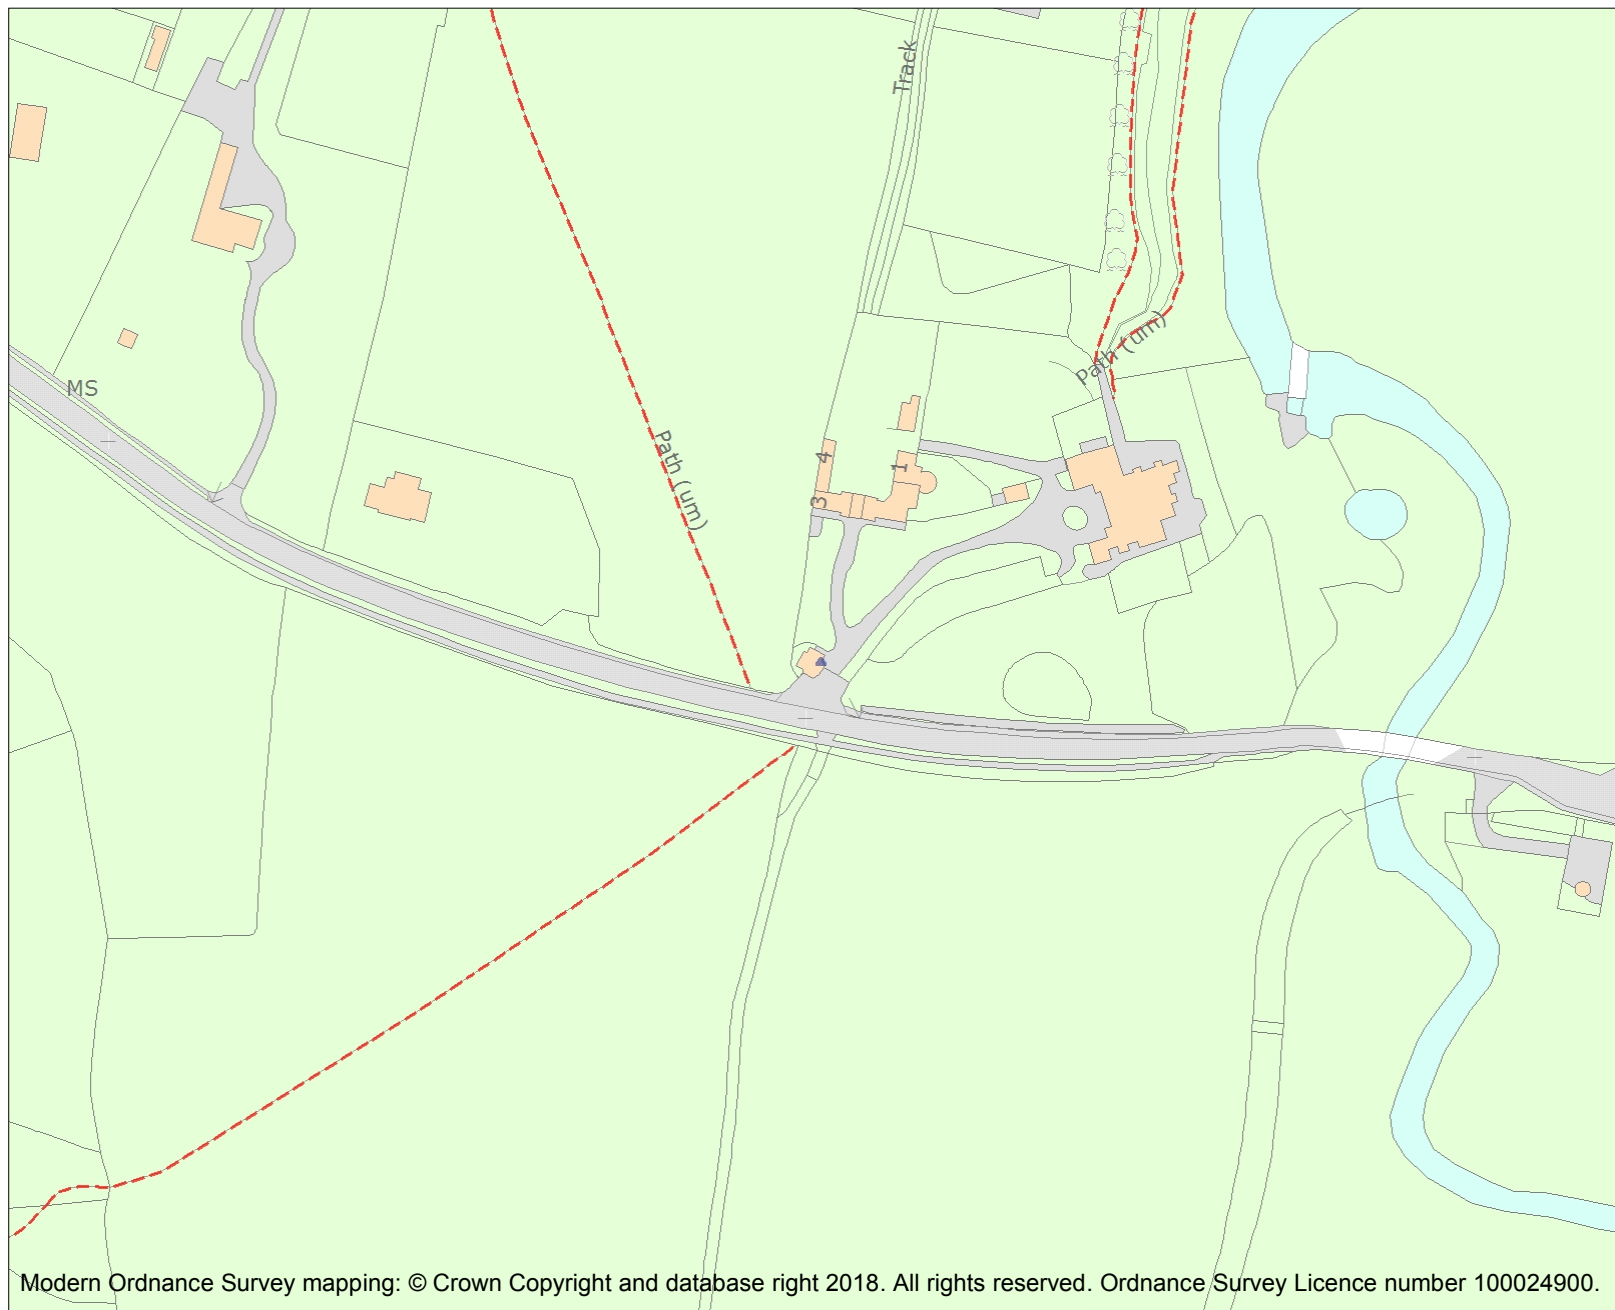 Track
Path (um)
MS
Path (um)
4
1
3
Modern Ordnance Survey mapping: © Crown Copyright and database right 2018. All rights reserved. Ordnance Survey Licence number 100024900.